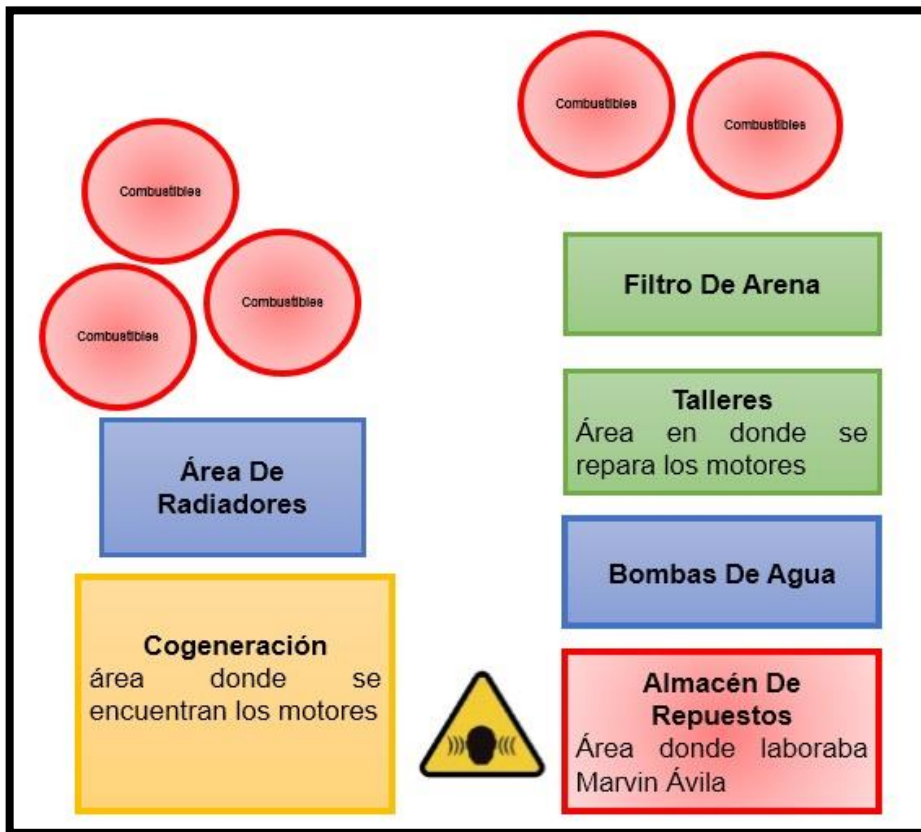 Combustibles
Combustibles
Combustibles
Combustibles
Combustibles
Filtro De Arena
Talleres
Área en donde se
repara los motores
Área De
Radiadores
Bombas De Agua
Cogeneración
área donde se
encuentran los motores
Almacén De
Repuestos
Área donde laboraba
Marvin Ávila